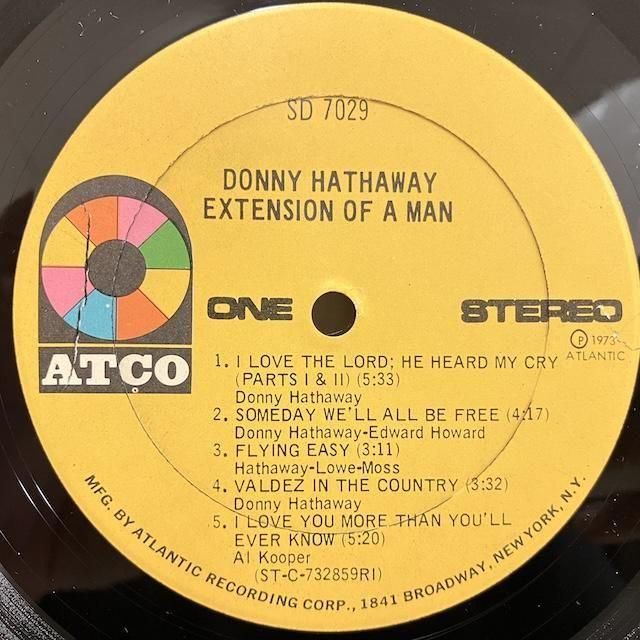 SD 7029
DONNY HATHAWAY
EXTENSION OF A MAN
ATCO
ONE
STEREO
Ⓟ 1973
ATLANTIC
1. I LOVE THE LORD; HE HEARD MY CRY
(PARTS I & II) (5:33)
Donny Hathaway
2. SOMEDAY WE'LL ALL BE FREE (4:17)
Donny Hathaway-Edward Howard
3. FLYING EASY (3:11)
Hathaway-Lowe-Moss
4. VALDEZ IN THE COUNTRY (3:32)
Donny Hathaway
5. I LOVE YOU MORE THAN YOU'LL
EVER KNOW (5:20)
Al Kooper
(ST-C-732859RI)
MFG. BY ATLANTIC RECORDING CORP., 1841 BROADWAY, NEW YORK, N.Y.